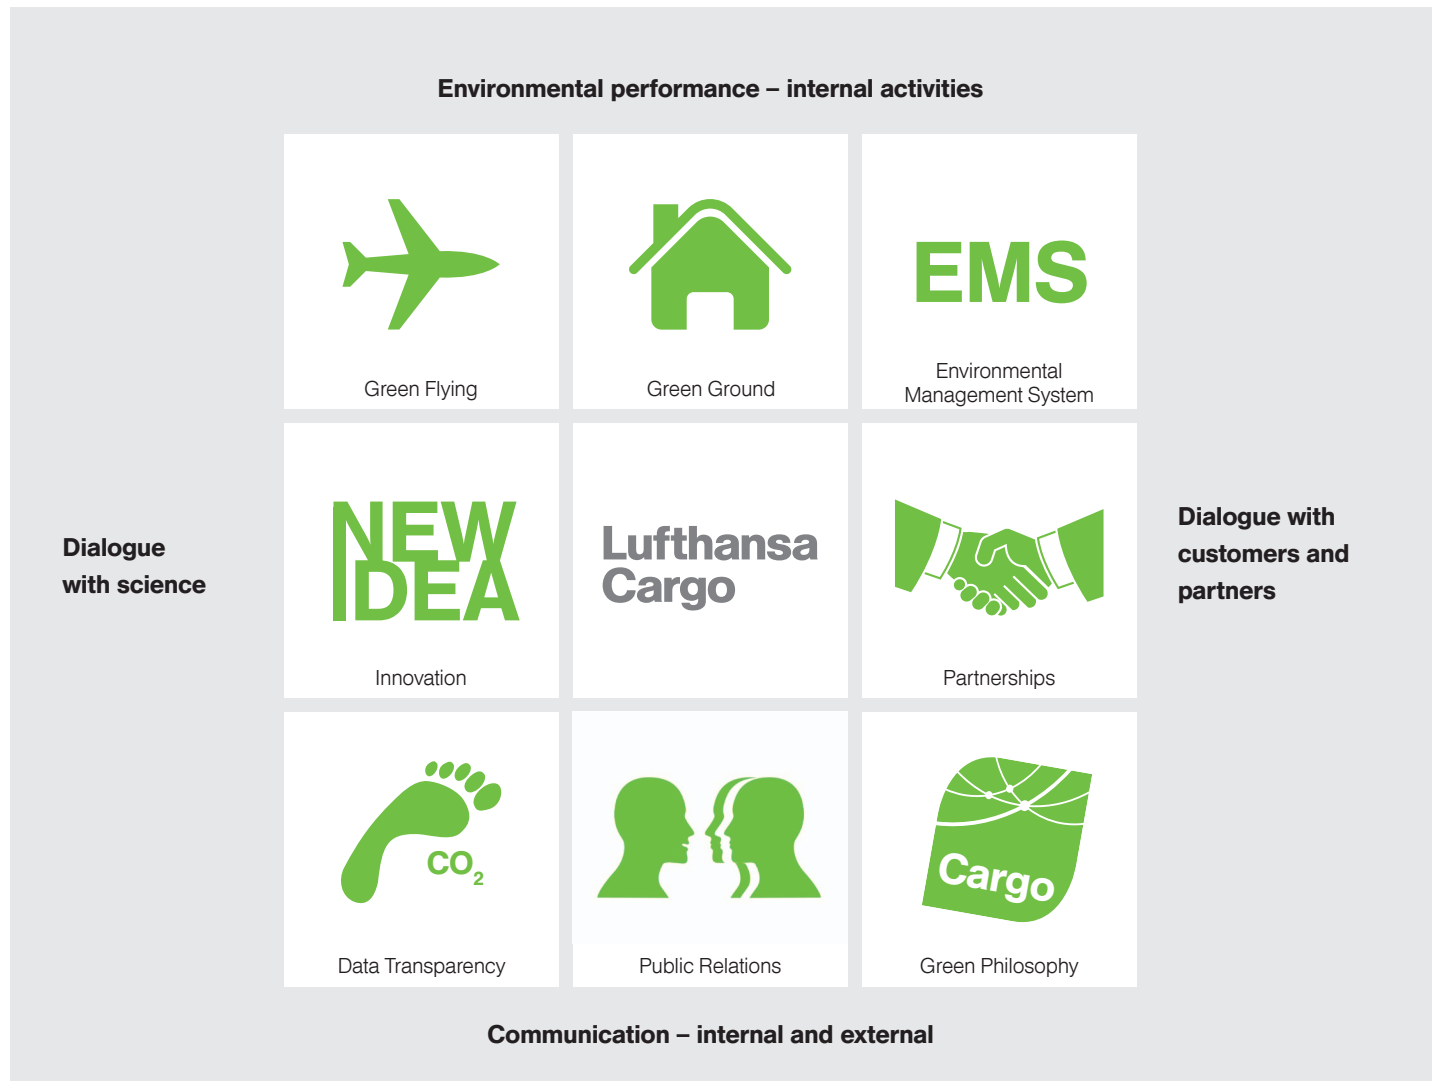 Environmental performance – internal activities
Green Flying
Green Ground
EMS
Environmental
Management System
Dialogue
with science
NEW
IDEA
Innovation
Lufthansa
Cargo
Partnerships
Dialogue with
customers and
partners
CO₂
Data Transparency
Public Relations
Cargo
Green Philosophy
Communication – internal and external